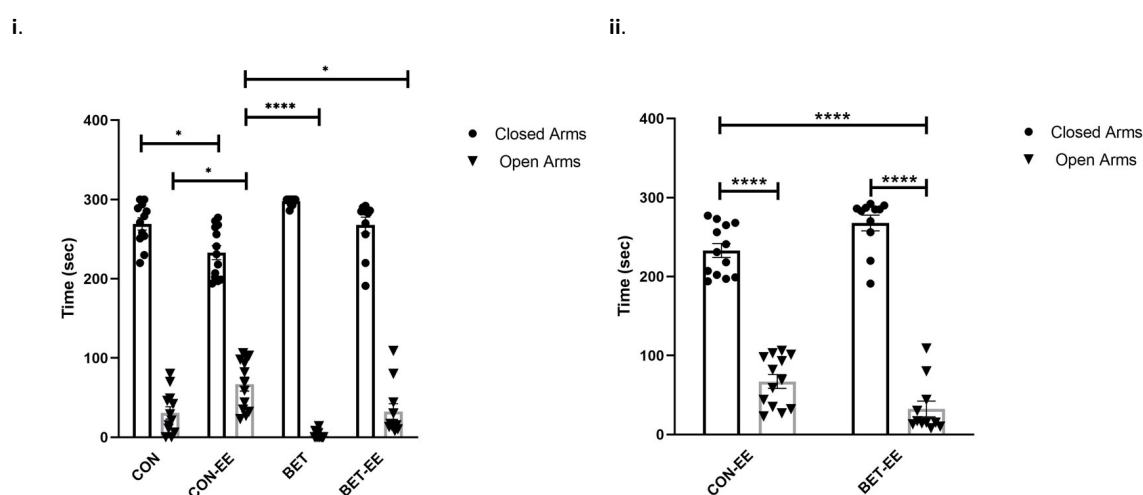 i.
*
****
*
*
400
300
200
100
0
Time (sec)
CON
CON-EE
BET
BET-EE
Closed Arms
Open Arms
ii.
****
****
****
400
300
200
100
0
Time (sec)
CON-EE
BET-EE
Closed Arms
Open Arms